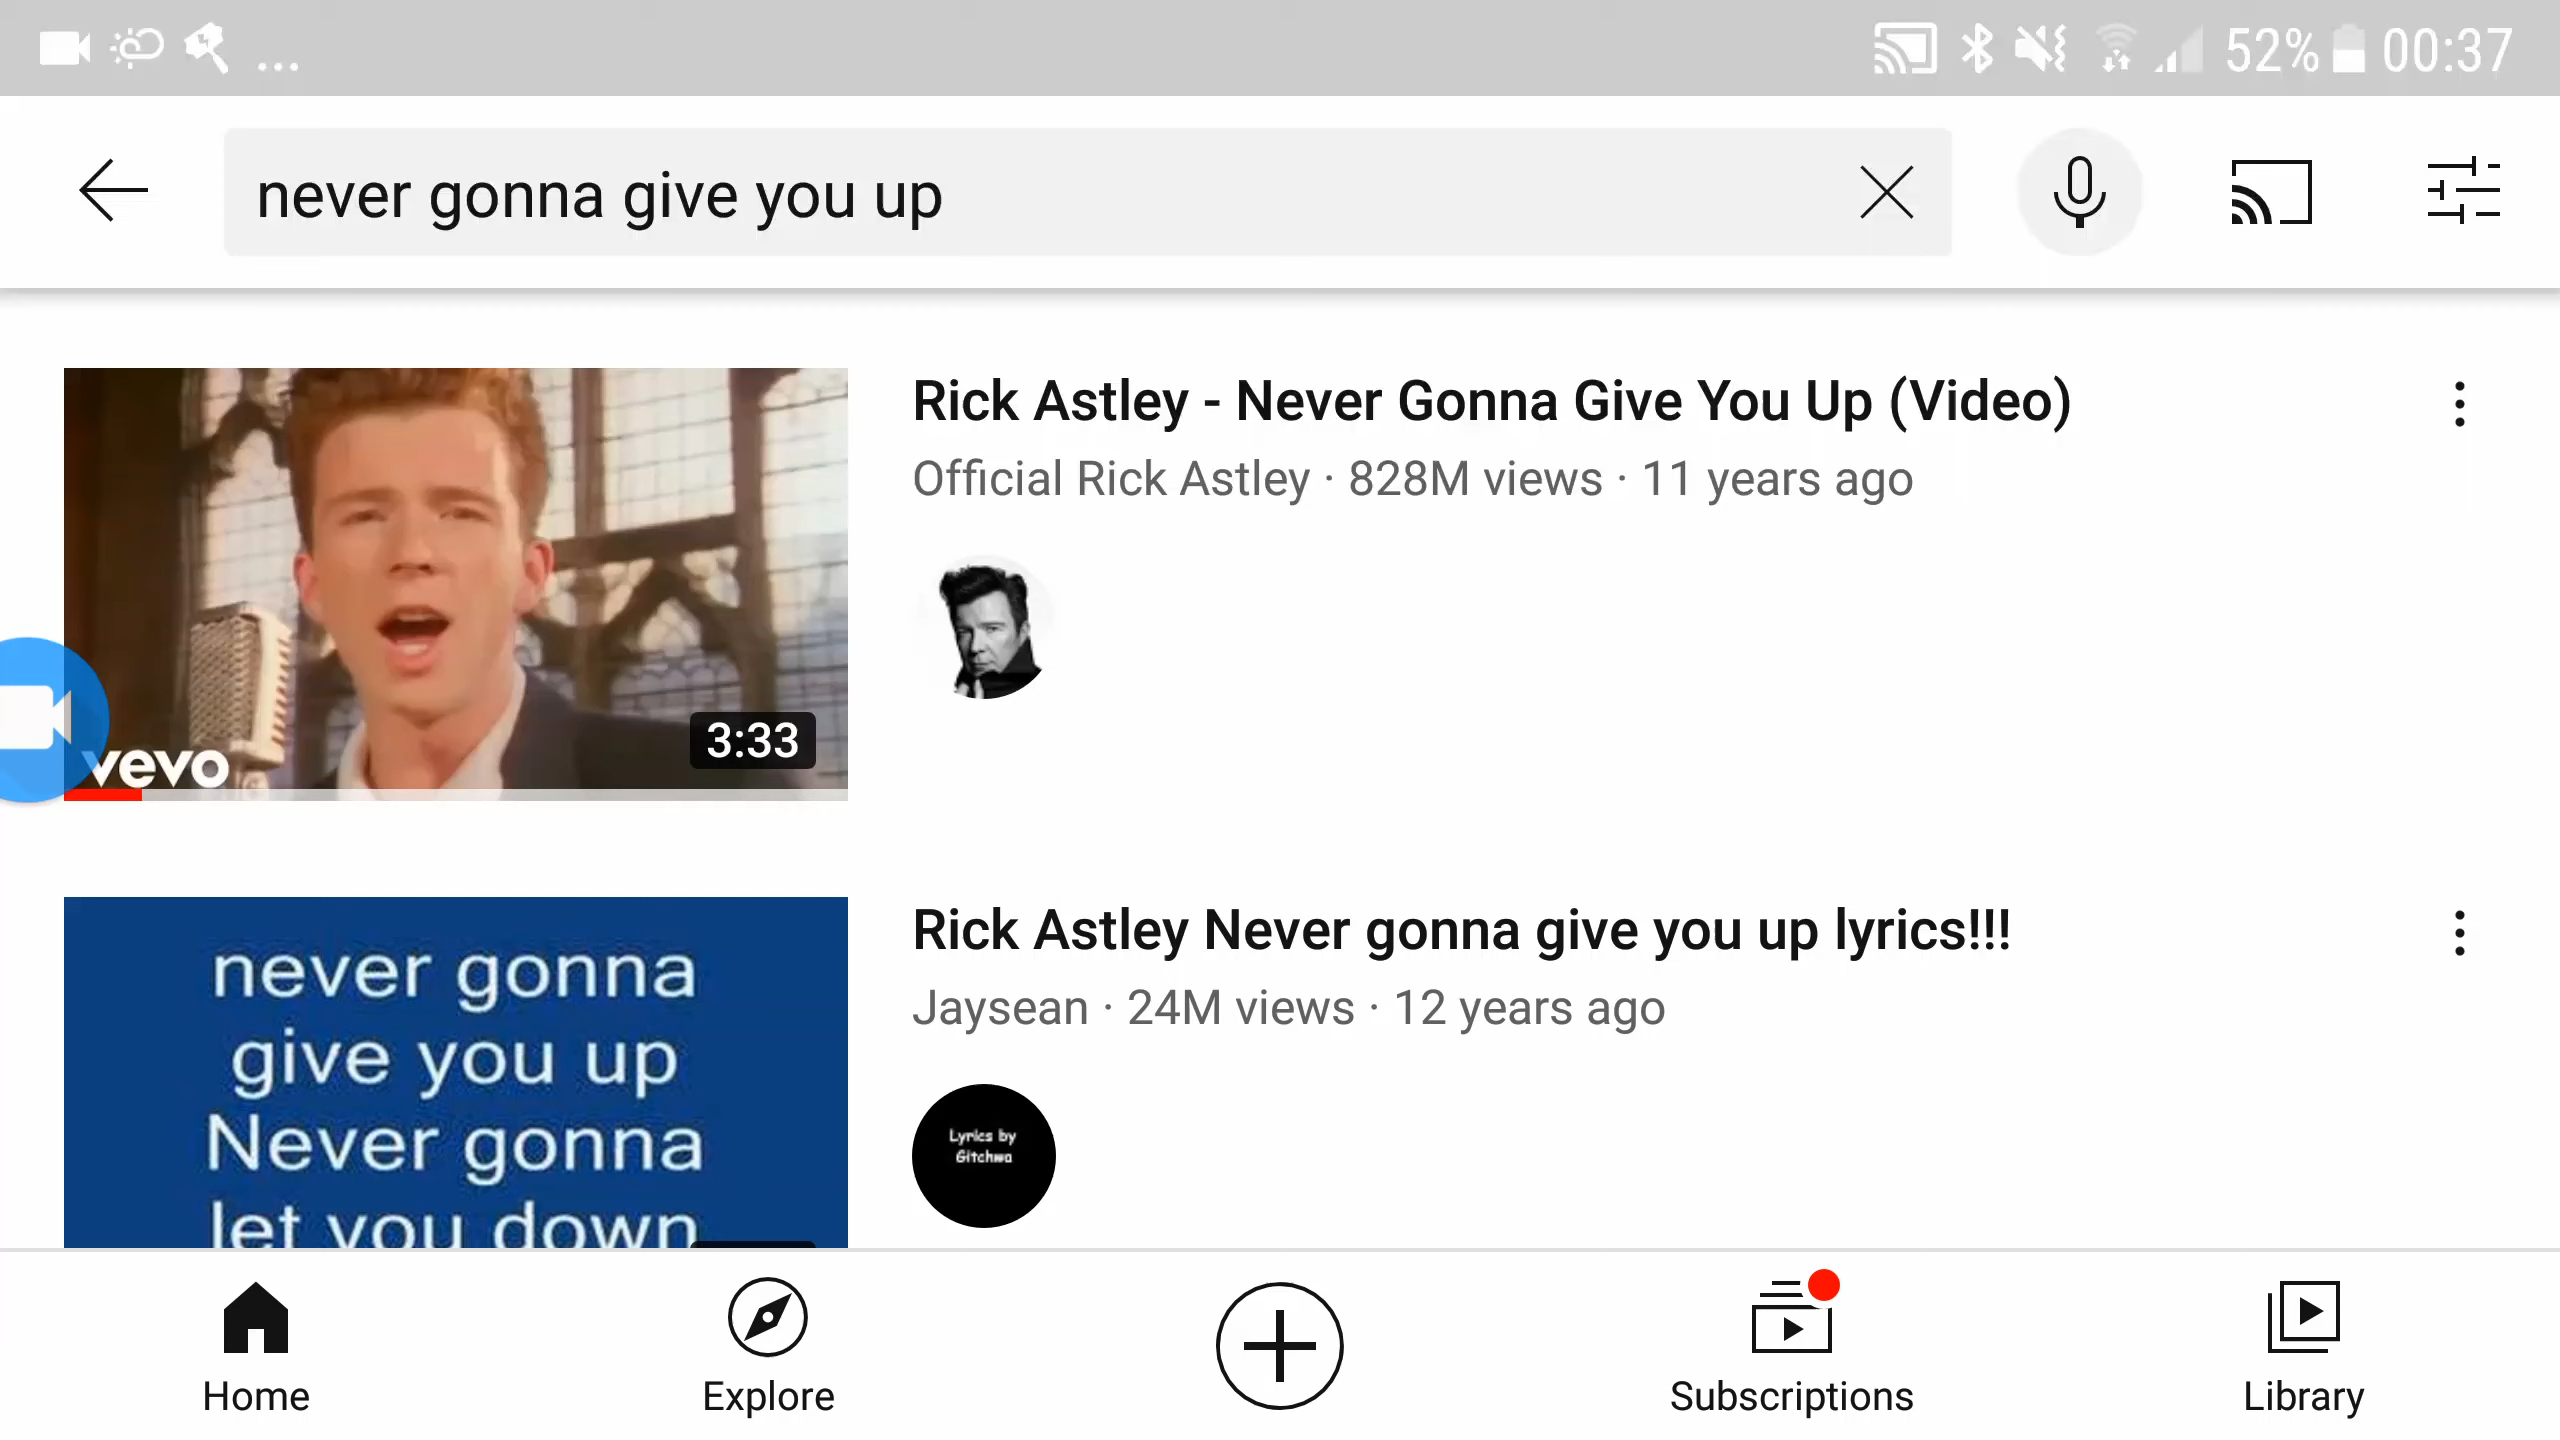 ... 52% 00:37
never gonna give you up
vevo
3:33
Rick Astley - Never Gonna Give You Up (Video)
Official Rick Astley · 828M views · 11 years ago
never gonna
give you up
Never gonna
let you down
Rick Astley Never gonna give you up lyrics!!!
Jaysean · 24M views · 12 years ago
Lyrics by
Gitchwa
Home
Explore
Subscriptions
Library